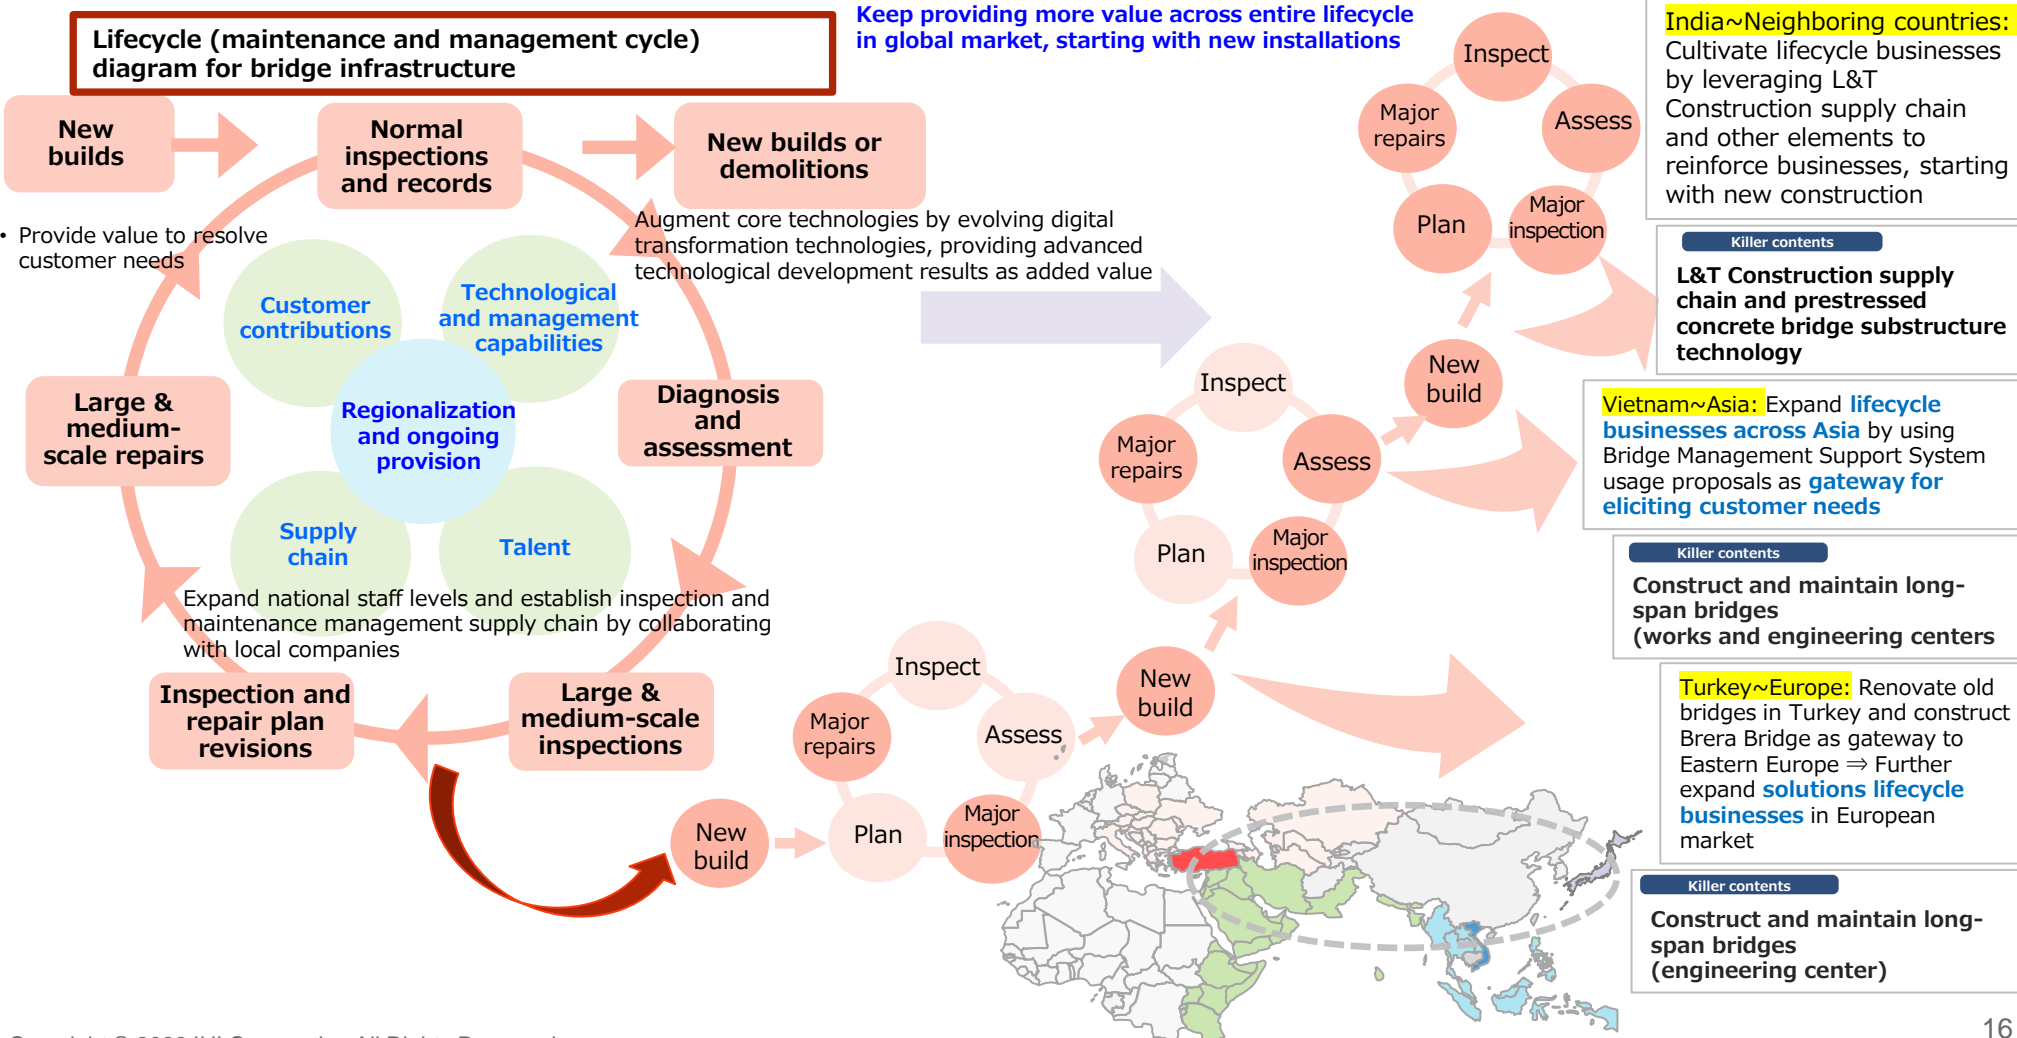 Lifecycle (maintenance and management cycle)
diagram for bridge infrastructure
Keep providing more value across entire lifecycle
in global market, starting with new installations
New
builds
Normal
inspections
and records
New builds or
demolitions
• Provide value to resolve
customer needs
Augment core technologies by evolving digital
transformation technologies, providing advanced
technological development results as added value
Customer
contributions
Technological
and management
capabilities
Regionalization
and ongoing
provision
Large &
medium-
scale repairs
Diagnosis
and
assessment
Supply
chain
Talent
Expand national staff levels and establish inspection and
maintenance management supply chain by collaborating
with local companies
Inspection and
repair plan
revisions
Large &
medium-scale
inspections
New
build
Inspect
Major
repairs
Assess
Plan
Major
inspection
New
build
Inspect
Major
repairs
Assess
Plan
Major
inspection
New
build
Inspect
Major
repairs
Assess
Plan
Major
inspection
India~Neighboring countries:
Cultivate lifecycle businesses
by leveraging L&T
Construction supply chain
and other elements to
reinforce businesses, starting
with new construction
Killer contents
L&T Construction supply
chain and prestressed
concrete bridge substructure
technology
Vietnam~Asia: Expand lifecycle
businesses across Asia by using
Bridge Management Support System
usage proposals as gateway for
eliciting customer needs
Killer contents
Construct and maintain long-
span bridges
(works and engineering centers
Turkey~Europe: Renovate old
bridges in Turkey and construct
Brera Bridge as gateway to
Eastern Europe ⇒ Further
expand solutions lifecycle
businesses in European
market
Killer contents
Construct and maintain long-
span bridges
(engineering center)
16